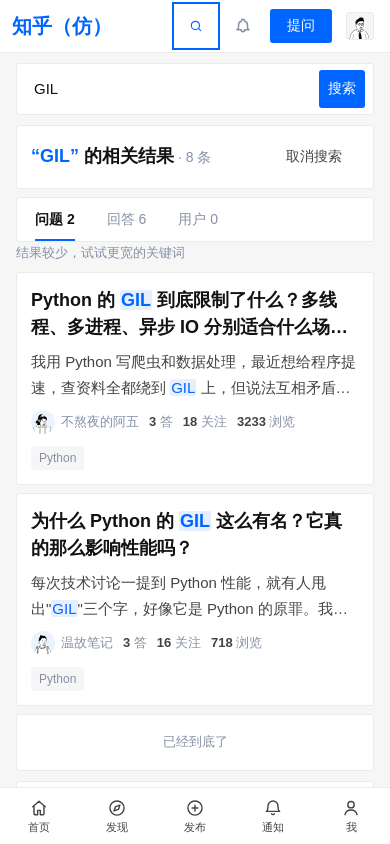 知乎（仿）
提问
GIL
搜索
“GIL” 的相关结果 · 8 条
取消搜索
问题 2
回答 6
用户 0
结果较少，试试更宽的关键词
Python 的 GIL 到底限制了什么？多线
程、多进程、异步 IO 分别适合什么场…
我用 Python 写爬虫和数据处理，最近想给程序提
速，查资料全都绕到 GIL 上，但说法互相矛盾…
不熬夜的阿五 3 答 18 关注 3233 浏览
Python
为什么 Python 的 GIL 这么有名？它真
的那么影响性能吗？
每次技术讨论一提到 Python 性能，就有人甩
出"GIL"三个字，好像它是 Python 的原罪。我…
温故笔记 3 答 16 关注 718 浏览
Python
已经到底了
首页
发现
发布
通知
我